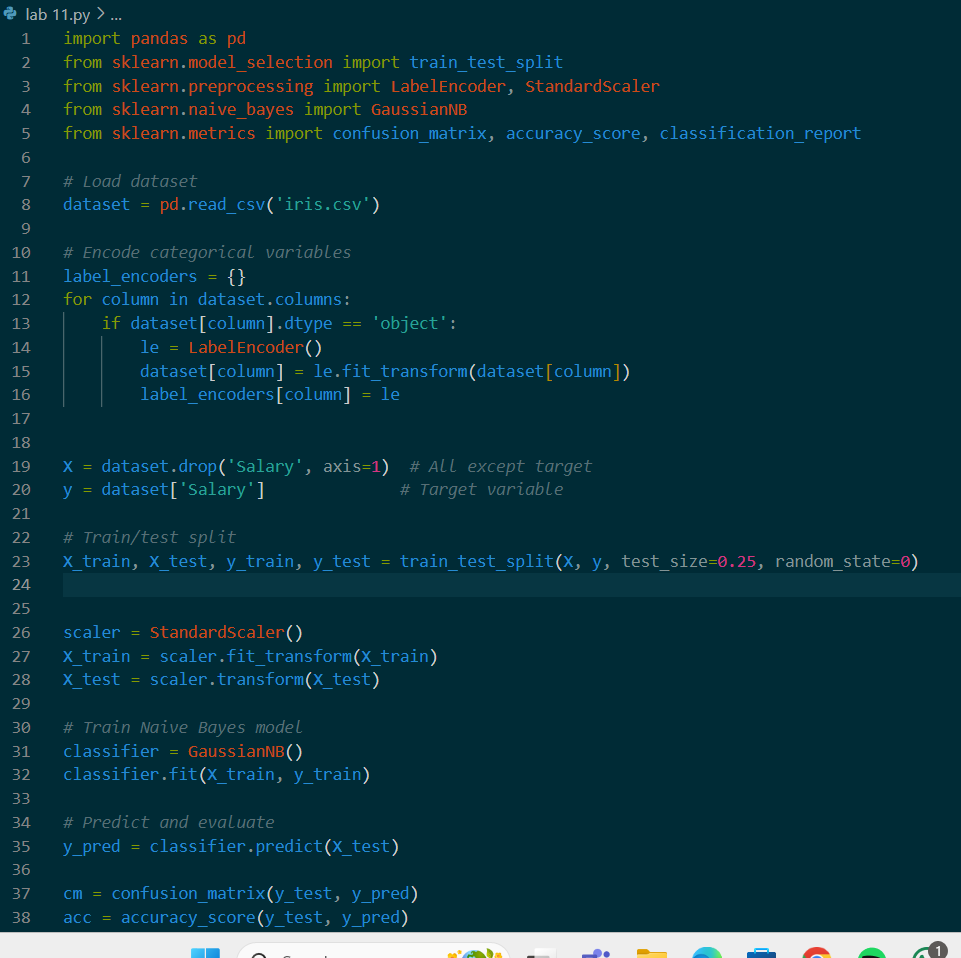 lab 11.py > ...
1 import pandas as pd
2 from sklearn.model_selection import train_test_split
3 from sklearn.preprocessing import LabelEncoder, StandardScaler
4 from sklearn.naive_bayes import GaussianNB
5 from sklearn.metrics import confusion_matrix, accuracy_score, classification_report
6
7 # Load dataset
8 dataset = pd.read_csv('iris.csv')
9
10 # Encode categorical variables
11 label_encoders = {}
12 for column in dataset.columns:
13     if dataset[column].dtype == 'object':
14         le = LabelEncoder()
15         dataset[column] = le.fit_transform(dataset[column])
16         label_encoders[column] = le
17
18
19 X = dataset.drop('Salary', axis=1)  # All except target
20 y = dataset['Salary']              # Target variable
21
22 # Train/test split
23 X_train, X_test, y_train, y_test = train_test_split(X, y, test_size=0.25, random_state=0)
24
25
26 scaler = StandardScaler()
27 X_train = scaler.fit_transform(X_train)
28 X_test = scaler.transform(X_test)
29
30 # Train Naive Bayes model
31 classifier = GaussianNB()
32 classifier.fit(X_train, y_train)
33
34 # Predict and evaluate
35 y_pred = classifier.predict(X_test)
36
37 cm = confusion_matrix(y_test, y_pred)
38 acc = accuracy_score(y_test, y_pred)
1